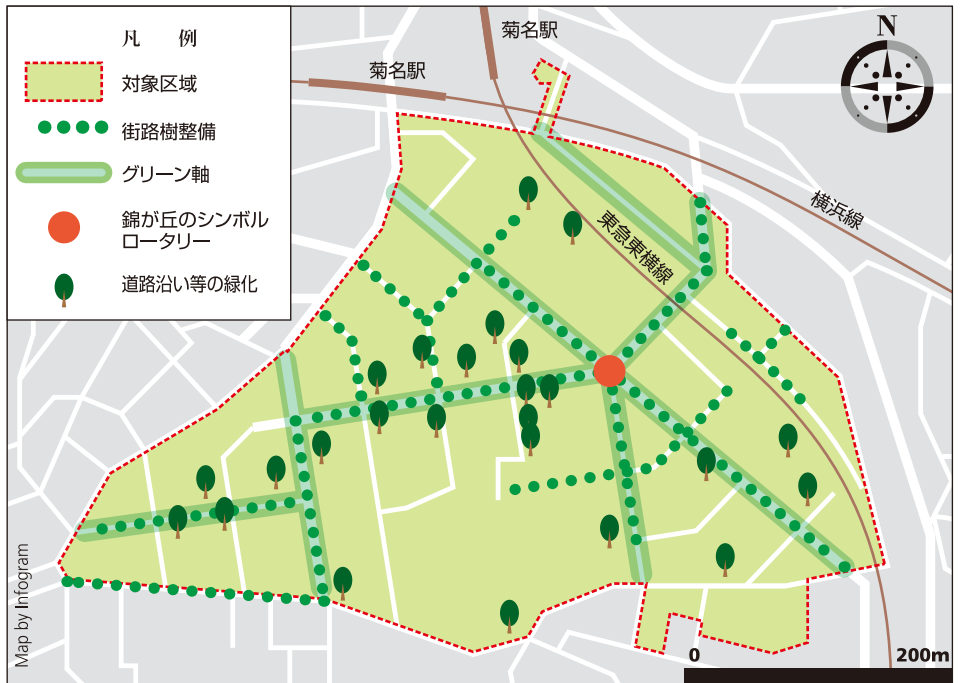 凡 例
対象区域
街路樹整備
グリーン軸
錦が丘のシンボル
ロータリー
道路沿い等の緑化
菊名駅
菊名駅
N
横浜線
東急東横線
Map by Infogram
0 200m